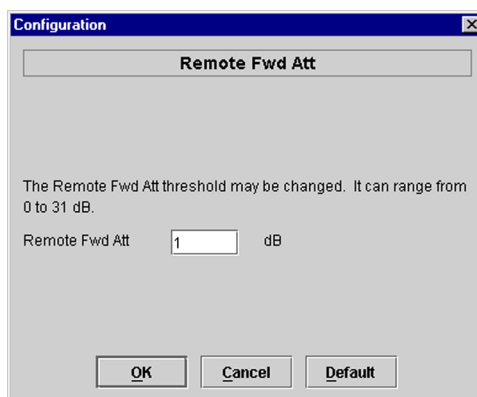 Configuration
Remote Fwd Att
The Remote Fwd Att threshold may be changed. It can range from
0 to 31 dB.
Remote Fwd Att 1 dB
OK Cancel Default